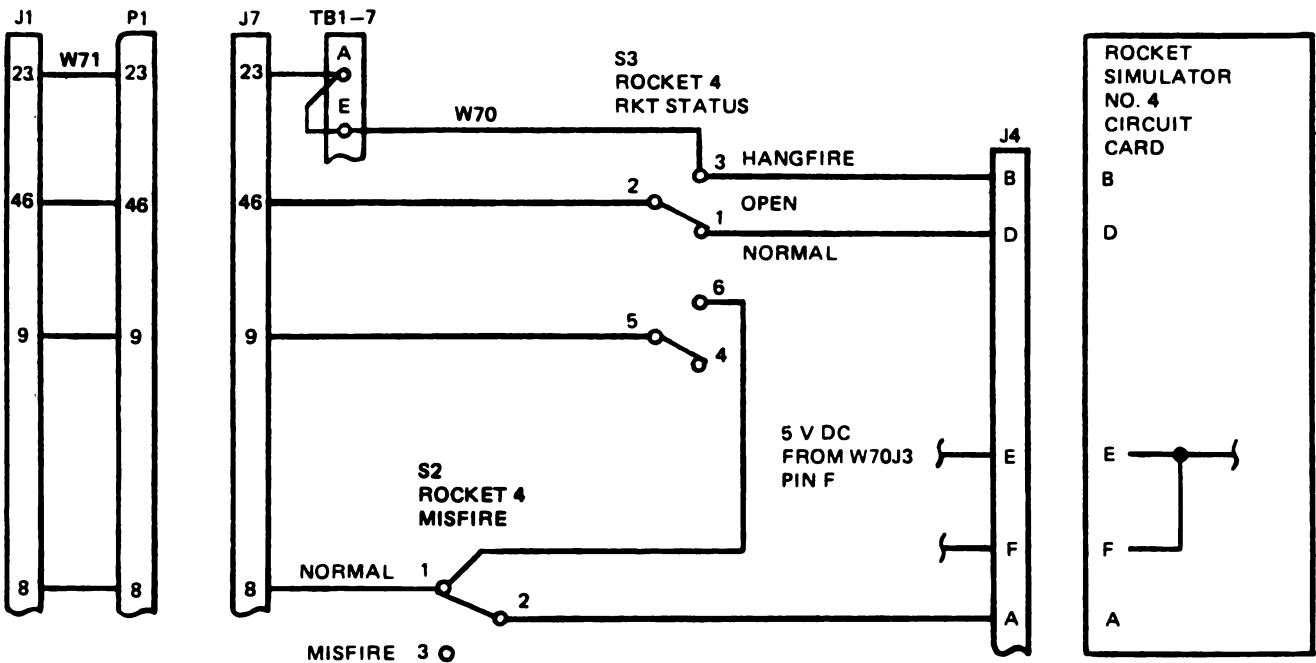 J1 P1 J7 TB1–7
23 W71 23 23 A
E
W70
S3
ROCKET 4
RKT STATUS
J4
ROCKET
SIMULATOR
NO. 4
CIRCUIT
CARD
3 HANGFIRE B B
46 46 46 2 OPEN
1 D D
NORMAL
6
9 9 9 5
4
5 V DC
FROM W70J3
PIN F
E E
S2
ROCKET 4
MISFIRE
F F
8 8 8 NORMAL 1
2 A A
MISFIRE 3